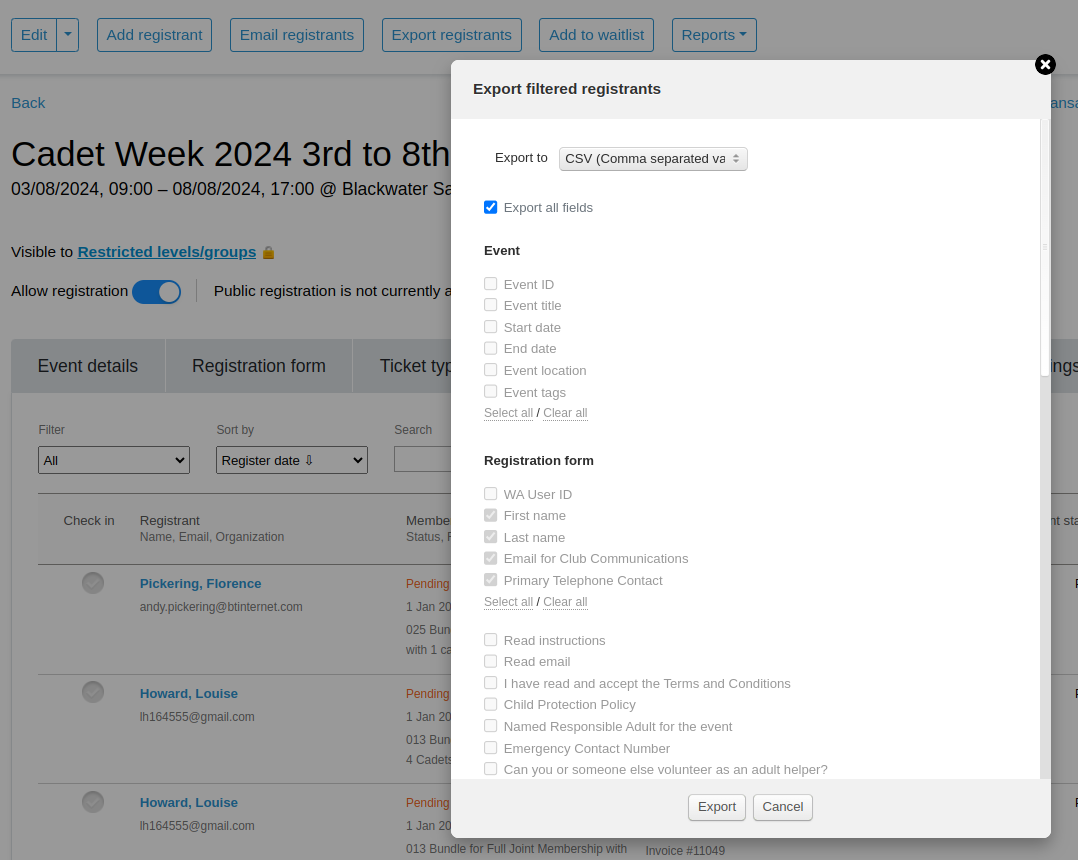 Edit
Add registrant
Email registrants
Export registrants
Add to waitlist
Reports
Back
Cadet Week 2024 3rd to 8th
03/08/2024, 09:00 – 08/08/2024, 17:00 @ Blackwater Sa
Visible to Restricted levels/groups
Allow registration
Public registration is not currently a
Event details
Registration form
Ticket typ
ings
Filter
Sort by
Search
All
Register date ⇩
Check in
Registrant
Name, Email, Organization
Membe
Status,
nt sta
Pickering, Florence
andy.pickering@btinternet.com
Pending
1 Jan 20
025 Bun
with 1 ca
Howard, Louise
lh164555@gmail.com
Pending
1 Jan 20
013 Bun
4 Cadets
Howard, Louise
lh164555@gmail.com
Pending
1 Jan 20
013 Bundle for Full Joint Membership with
Invoice #11049
Export filtered registrants
Export to
CSV (Comma separated va
Export all fields
Event
Event ID
Event title
Start date
End date
Event location
Event tags
Select all / Clear all
Registration form
WA User ID
First name
Last name
Email for Club Communications
Primary Telephone Contact
Select all / Clear all
Read instructions
Read email
I have read and accept the Terms and Conditions
Child Protection Policy
Named Responsible Adult for the event
Emergency Contact Number
Can you or someone else volunteer as an adult helper?
Export
Cancel